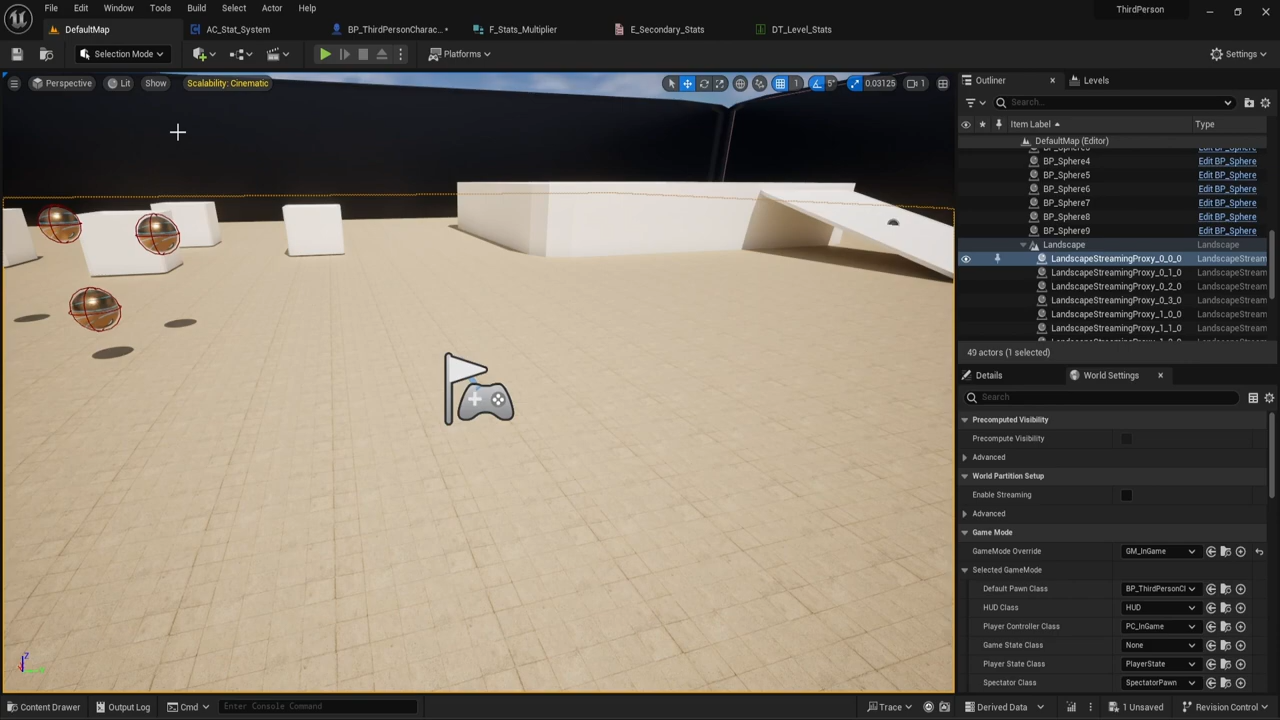 File Edit Window Tools Build Select Actor Help
ThirdPerson
DefaultMap AC_Stat_System BP_ThirdPersonCharac.. • F_Stats_Multiplier E_Secondary_Stats DT_Level_Stats
Selection Mode Platforms Settings
Perspective Lit Show Scalability: Cinematic 1 5° 0.03125 1
Outliner Levels
Search...
Item Label Type
DefaultMap (Editor)
BP_Sphere4 Edit BP_Sphere
BP_Sphere5 Edit BP_Sphere
BP_Sphere6 Edit BP_Sphere
BP_Sphere7 Edit BP_Sphere
BP_Sphere8 Edit BP_Sphere
BP_Sphere9 Edit BP_Sphere
Landscape Landscape
LandscapeStreamingProxy_0_0_0 LandscapeStream
LandscapeStreamingProxy_0_1_0 LandscapeStream
LandscapeStreamingProxy_0_2_0 LandscapeStream
LandscapeStreamingProxy_0_3_0 LandscapeStream
LandscapeStreamingProxy_1_0_0 LandscapeStream
LandscapeStreamingProxy_1_1_0 LandscapeStream
49 actors (1 selected)
Details World Settings
Search
Precomputed Visibility
Precompute Visibility
Advanced
World Partition Setup
Enable Streaming
Advanced
Game Mode
GameMode Override GM_InGame
Selected GameMode
Default Pawn Class BP_ThirdPersonCl
HUD Class HUD
Player Controller Class PC_InGame
Game State Class None
Player State Class PlayerState
Spectator Class SpectatorPawn
Z
Content Drawer Output Log Cmd Enter Console Command Trace Derived Data 1 Unsaved Revision Control